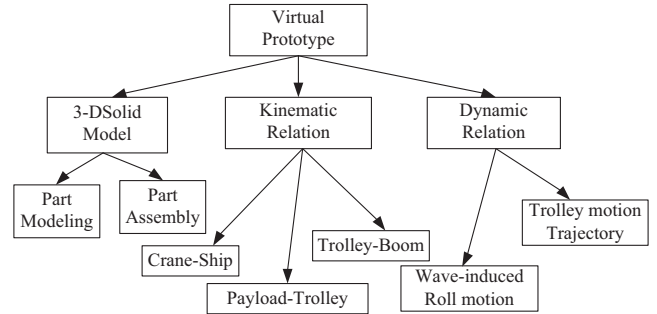 Virtual
Prototype
3-DSolid
Model
Kinematic
Relation
Dynamic
Relation
Part
Modeling
Part
Assembly
Crane-Ship
Payload-Trolley
Trolley-Boom
Wave-induced
Roll motion
Trolley motion
Trajectory